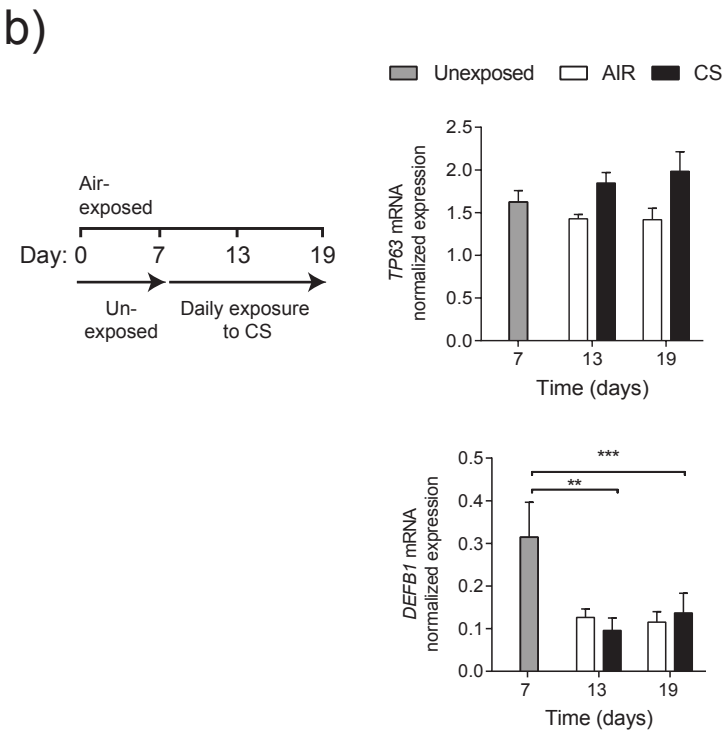 b)
Unexposed AIR CS
Air-
exposed
Day: 0 7 13 19
Un-
exposed
Daily exposure
to CS
TP63 mRNA
normalized expression
2.5
2.0
1.5
1.0
0.5
0.0
7 13 19
Time (days)
DEFB1 mRNA
normalized expression
0.5
0.4
0.3
0.2
0.1
0.0
***
**
7 13 19
Time (days)